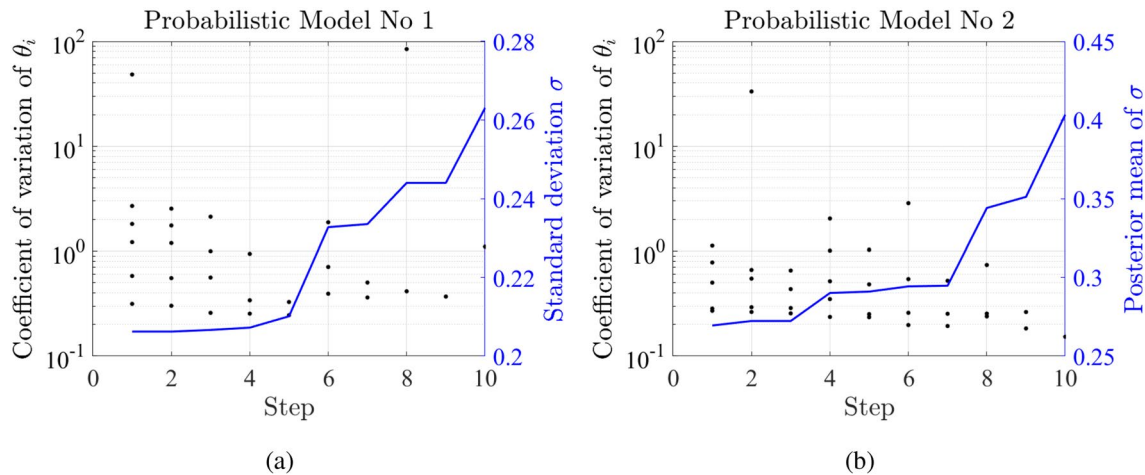 Probabilistic Model No 1
Coefficient of variation of θ_i
10^2
10^1
10^0
10^-1
0 2 4 6 8 10
Step
0.28
0.26
0.24
0.22
0.2
Standard deviation σ
(a)
Probabilistic Model No 2
Coefficient of variation of θ_i
10^2
10^1
10^0
10^-1
0 2 4 6 8 10
Step
0.45
0.4
0.35
0.3
0.25
Posterior mean of σ
(b)